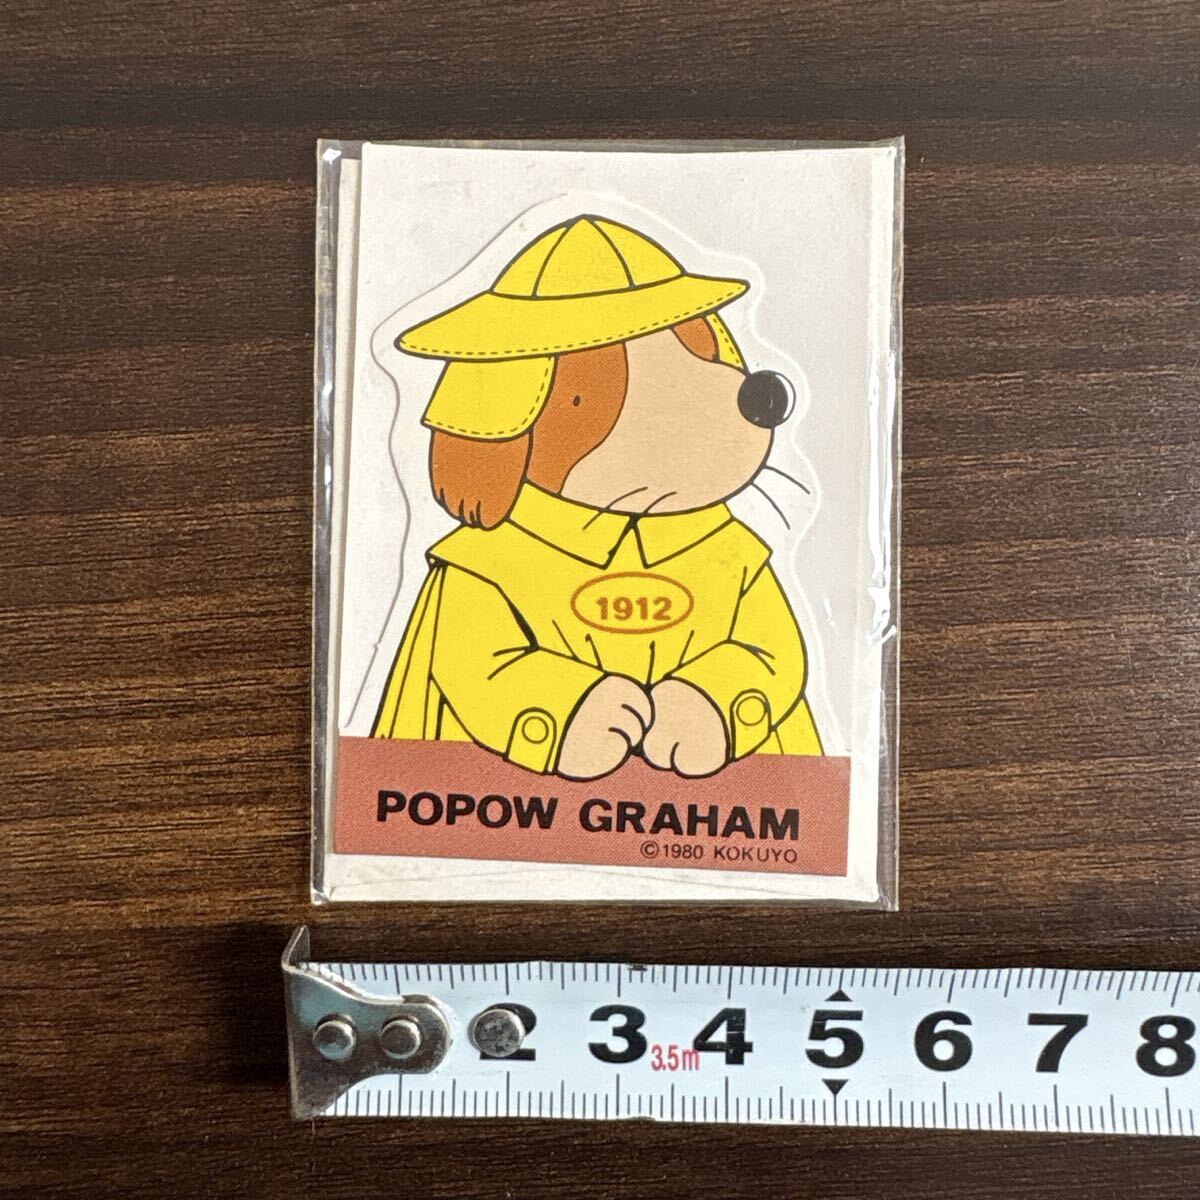 1912
POPOW GRAHAM
©1980 KOKUYO
2 3 4 5 6 7 8
3.5m